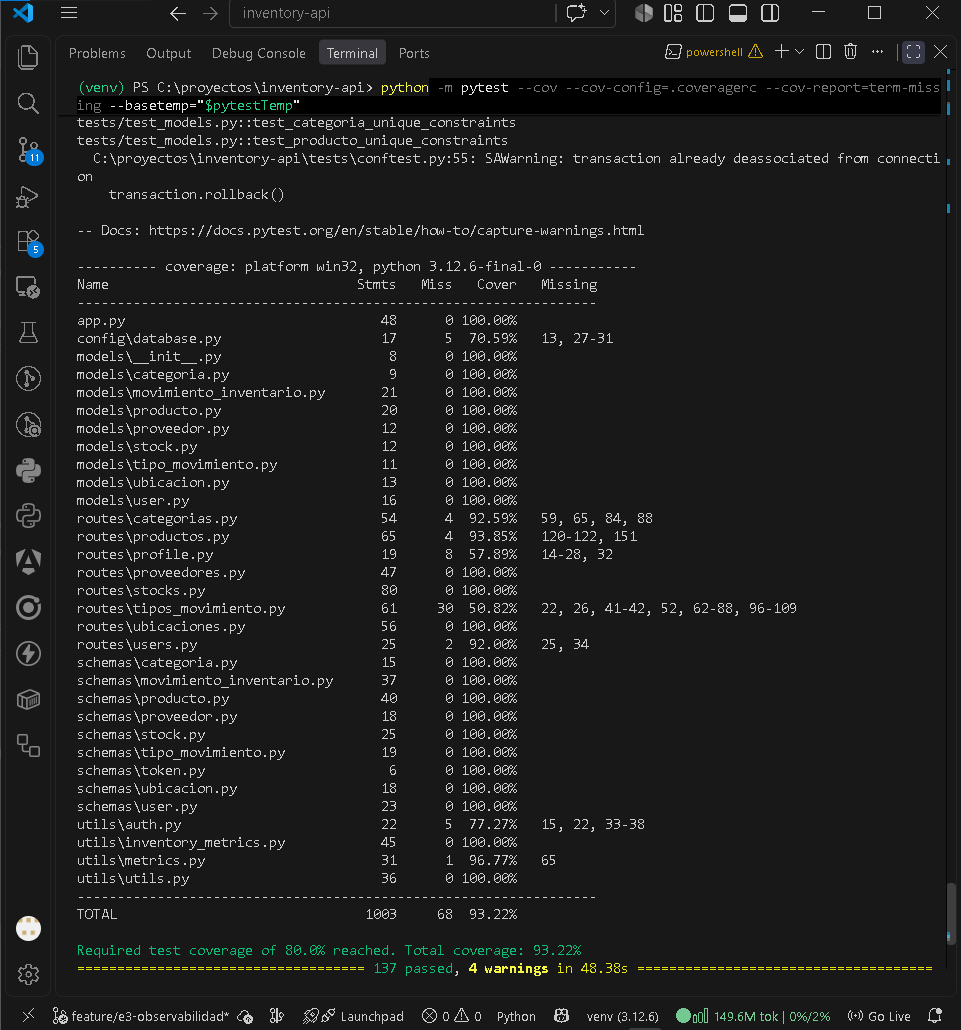 inventory-api
Problems Output Debug Console Terminal Ports
powershell
(venv) PS C:\proyectos\inventory-api> python -m pytest --cov --cov-config=.coveragerc --cov-report=term-miss
ing --basetemp="$pytestTemp"
tests/test_models.py::test_categoria_unique_constraints
tests/test_models.py::test_producto_unique_constraints
C:\proyectos\inventory-api\tests\conftest.py:55: SAWarning: transaction already deassociated from connecti
on
transaction.rollback()
-- Docs: https://docs.pytest.org/en/stable/how-to/capture-warnings.html
---------- coverage: platform win32, python 3.12.6-final-0 -----------
Name Stmts Miss Cover Missing
-----------------------------------------------------------------
app.py 48 0 100.00%
config\database.py 17 5 70.59% 13, 27-31
models\__init__.py 8 0 100.00%
models\categoria.py 9 0 100.00%
models\movimiento_inventario.py 21 0 100.00%
models\producto.py 20 0 100.00%
models\proveedor.py 12 0 100.00%
models\stock.py 12 0 100.00%
models\tipo_movimiento.py 11 0 100.00%
models\ubicacion.py 13 0 100.00%
models\user.py 16 0 100.00%
routes\categorias.py 54 4 92.59% 59, 65, 84, 88
routes\productos.py 65 4 93.85% 120-122, 151
routes\profile.py 19 8 57.89% 14-28, 32
routes\proveedores.py 47 0 100.00%
routes\stocks.py 80 0 100.00%
routes\tipos_movimiento.py 61 30 50.82% 22, 26, 41-42, 52, 62-88, 96-109
routes\ubicaciones.py 56 0 100.00%
routes\users.py 25 2 92.00% 25, 34
schemas\categoria.py 15 0 100.00%
schemas\movimiento_inventario.py 37 0 100.00%
schemas\producto.py 40 0 100.00%
schemas\proveedor.py 18 0 100.00%
schemas\stock.py 25 0 100.00%
schemas\tipo_movimiento.py 19 0 100.00%
schemas\token.py 6 0 100.00%
schemas\ubicacion.py 18 0 100.00%
schemas\user.py 23 0 100.00%
utils\auth.py 22 5 77.27% 15, 22, 33-38
utils\inventory_metrics.py 45 0 100.00%
utils\metrics.py 31 1 96.77% 65
utils\utils.py 36 0 100.00%
-----------------------------------------------------------------
TOTAL 1003 68 93.22%
Required test coverage of 80.0% reached. Total coverage: 93.22%
==================================== 137 passed, 4 warnings in 48.38s =====================================
11
5
feature/e3-observabilidad* Launchpad 0 0 Python venv (3.12.6) 149.6M tok | 0%/2% Go Live